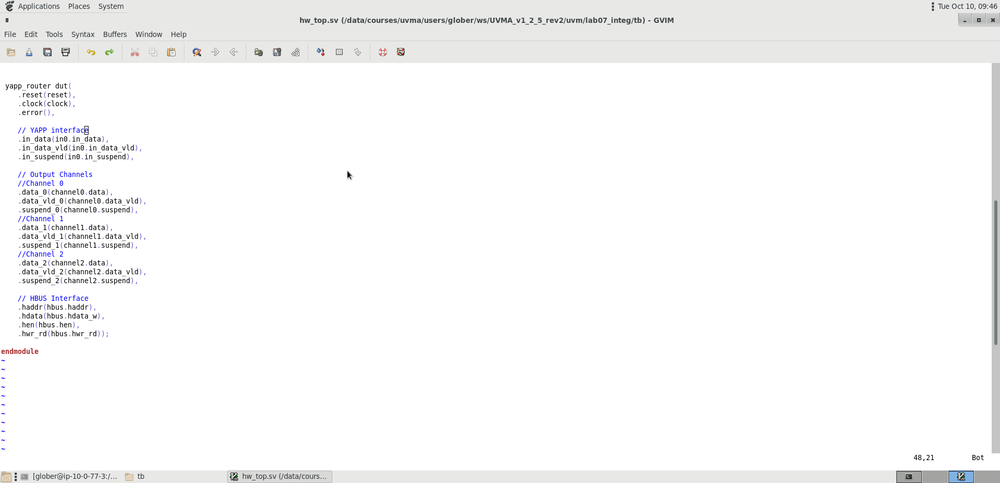 Applications Places System Tue Oct 10, 09:46
hw_top.sv (/data/courses/uvma/users/glober/ws/UVMA_v1_2_5_rev2/uvm/lab07_integ/tb) - GVIM
File Edit Tools Syntax Buffers Window Help
yapp_router dut(
.reset(reset),
.clock(clock),
.error(),
// YAPP interface
.in_data(in0.in_data),
.in_data_vld(in0.in_data_vld),
.in_suspend(in0.in_suspend),
// Output Channels
//Channel 0
.data_0(channel0.data),
.data_vld_0(channel0.data_vld),
.suspend_0(channel0.suspend),
//Channel 1
.data_1(channel1.data),
.data_vld_1(channel1.data_vld),
.suspend_1(channel1.suspend),
//Channel 2
.data_2(channel2.data),
.data_vld_2(channel2.data_vld),
.suspend_2(channel2.suspend),
// HBUS Interface
.haddr(hbus.haddr),
.hdata(hbus.hdata_w),
.hen(hbus.hen),
.hwr_rd(hbus.hwr_rd));
endmodule
~
~
~
~
~
~
~
~
~
~
~
48,21 Bot
[glober@ip-10-0-77-3:/... tb hw_top.sv (/data/cours...